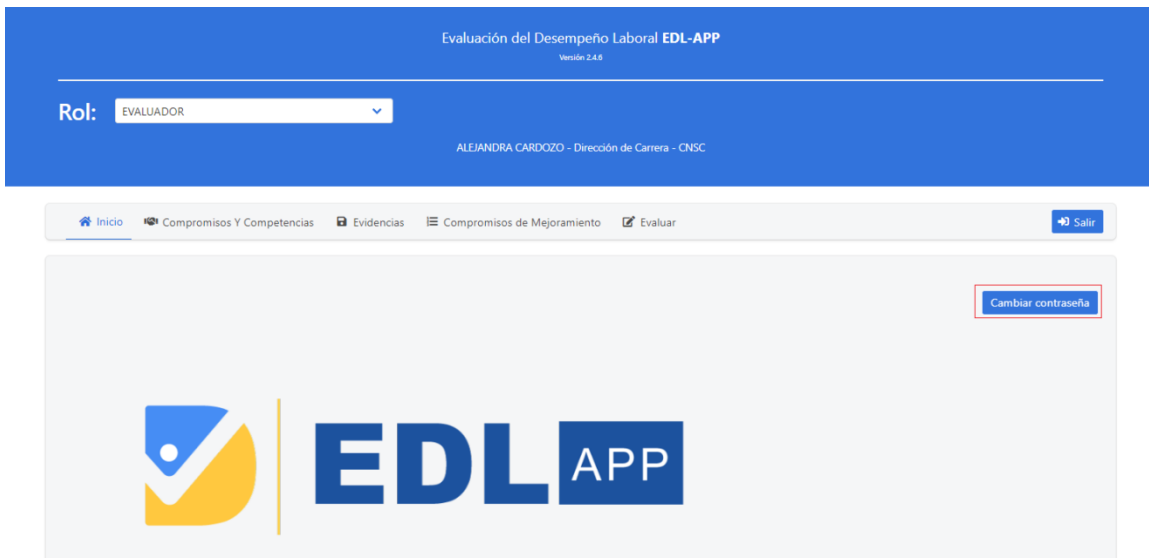 Evaluación del Desempeño Laboral EDL-APP
Versión 2.4.6
Rol: EVALUADOR
ALEJANDRA CARDOZO - Dirección de Carrera - CNSC
Inicio Compromisos Y Competencias Evidencias Compromisos de Mejoramiento Evaluar Salir
Cambiar contraseña
EDL APP